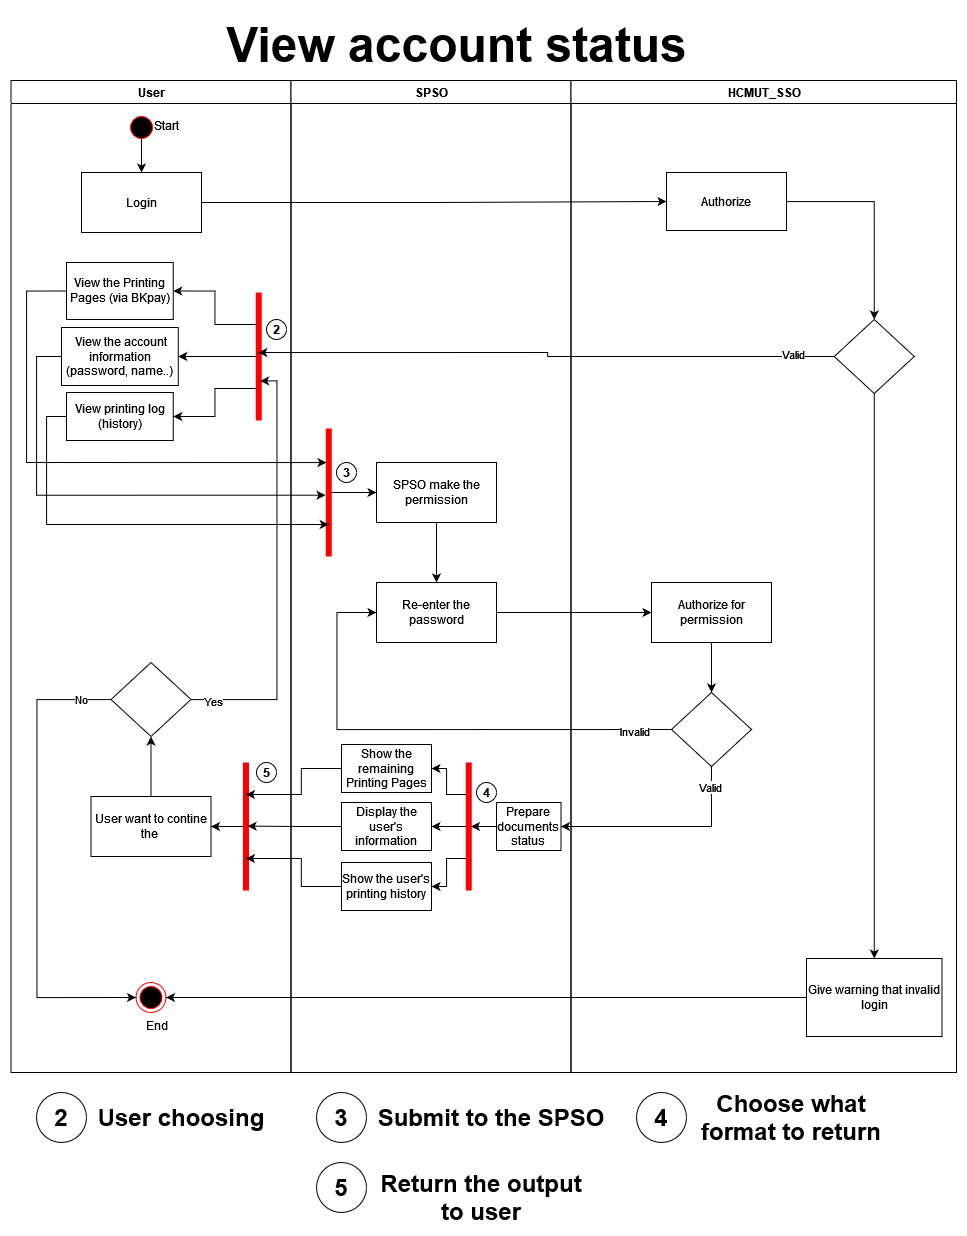 View account status
User
SPSO
HCMUT_SSO
Start
Login
Authorize
View the Printing
Pages (via BKpay)
2
View the account
information
(password, name..)
Valid
View printing log
(history)
3
SPSO make the
permission
Re-enter the
password
Authorize for
permission
No
Yes
Invalid
Show the
remaining
Printing Pages
5
4
Valid
User want to contine
the
Display the
user's
information
Prepare
documents
status
Show the user's
printing history
Give warning that invalid
login
End
2
User choosing
3
Submit to the SPSO
4
Choose what
format to return
5
Return the output
to user